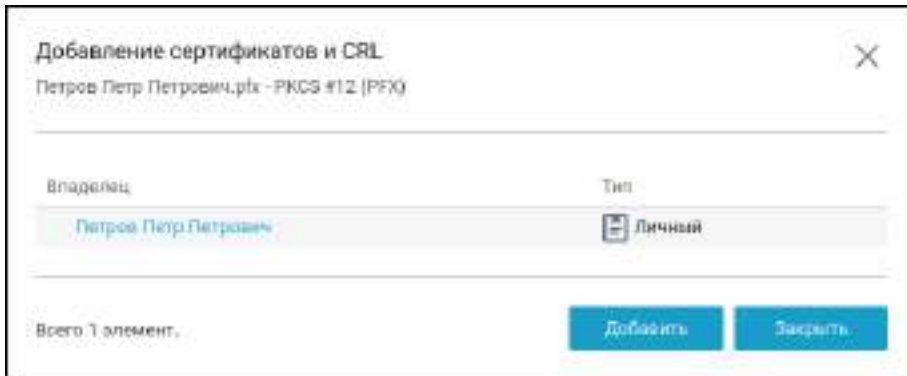 Добавление сертификатов и CRL
Петров Петр Петрович.pfx - PKCS #12 (PFX)
Владелец Тип
Петров Петр Петрович Личный
Всего 1 элемент. Добавить Закрыть